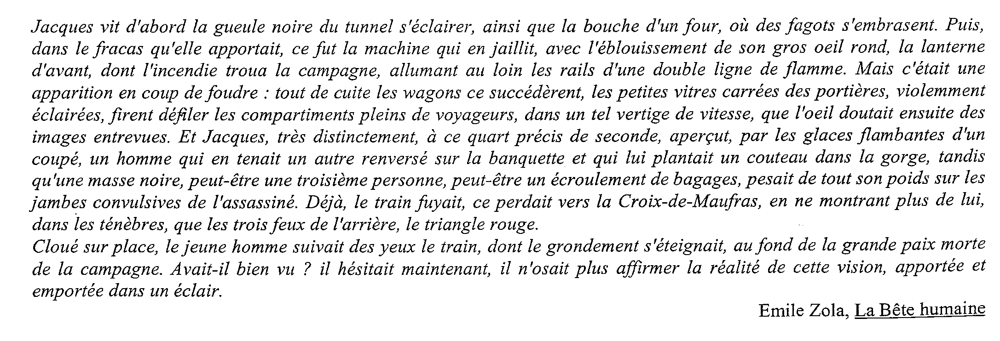 Jacques vit d'abord la gueule noire du tunnel s'éclairer, ainsi que la bouche d'un four, où des fagots s'embrasent. Puis,
dans le fracas qu'elle apportait, ce fut la machine qui en jaillit, avec l'éblouissement de son gros oeil rond, la lanterne
d'avant, dont l'incendie troua la campagne, allumant au loin les rails d'une double ligne de flamme. Mais c'était une
apparition en coup de foudre : tout de cuite les wagons ce succédèrent, les petites vitres carrées des portières, violemment
éclairées, firent défiler les compartiments pleins de voyageurs, dans un tel vertige de vitesse, que l'oeil doutait ensuite des
images entrevues. Et Jacques, très distinctement, à ce quart précis de seconde, aperçut, par les glaces flambantes d'un
coupé, un homme qui en tenait un autre renversé sur la banquette et qui lui plantait un couteau dans la gorge, tandis
qu'une masse noire, peut-être une troisième personne, peut-être un écroulement de bagages, pesait de tout son poids sur les
jambes convulsives de l'assassiné. Déjà, le train fuyait, ce perdait vers la Croix-de-Maufras, en ne montrant plus de lui,
dans les ténèbres, que les trois feux de l'arrière, le triangle rouge.
Cloué sur place, le jeune homme suivait des yeux le train, dont le grondement s'éteignait, au fond de la grande paix morte
de la campagne. Avait-il bien vu ? il hésitait maintenant, il n'osait plus affirmer la réalité de cette vision, apportée et
emportée dans un éclair.
Emile Zola, La Bête humaine